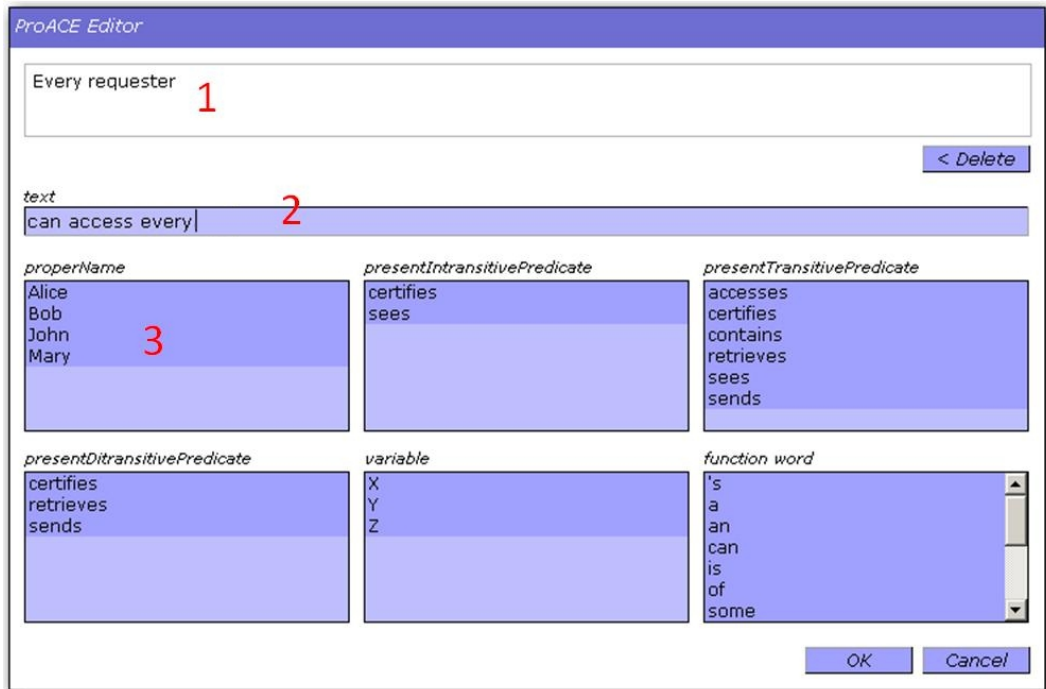 ProACE Editor
Every requester
1
< Delete
text
2
can access every
properName
presentIntransitivePredicate
presentTransitivePredicate
Alice
Bob
John
Mary
3
certifies
sees
accesses
certifies
contains
retrieves
sees
sends
presentDitransitivePredicate
variable
function word
certifies
retrieves
sends
X
Y
Z
's
a
an
can
is
of
some
OK
Cancel